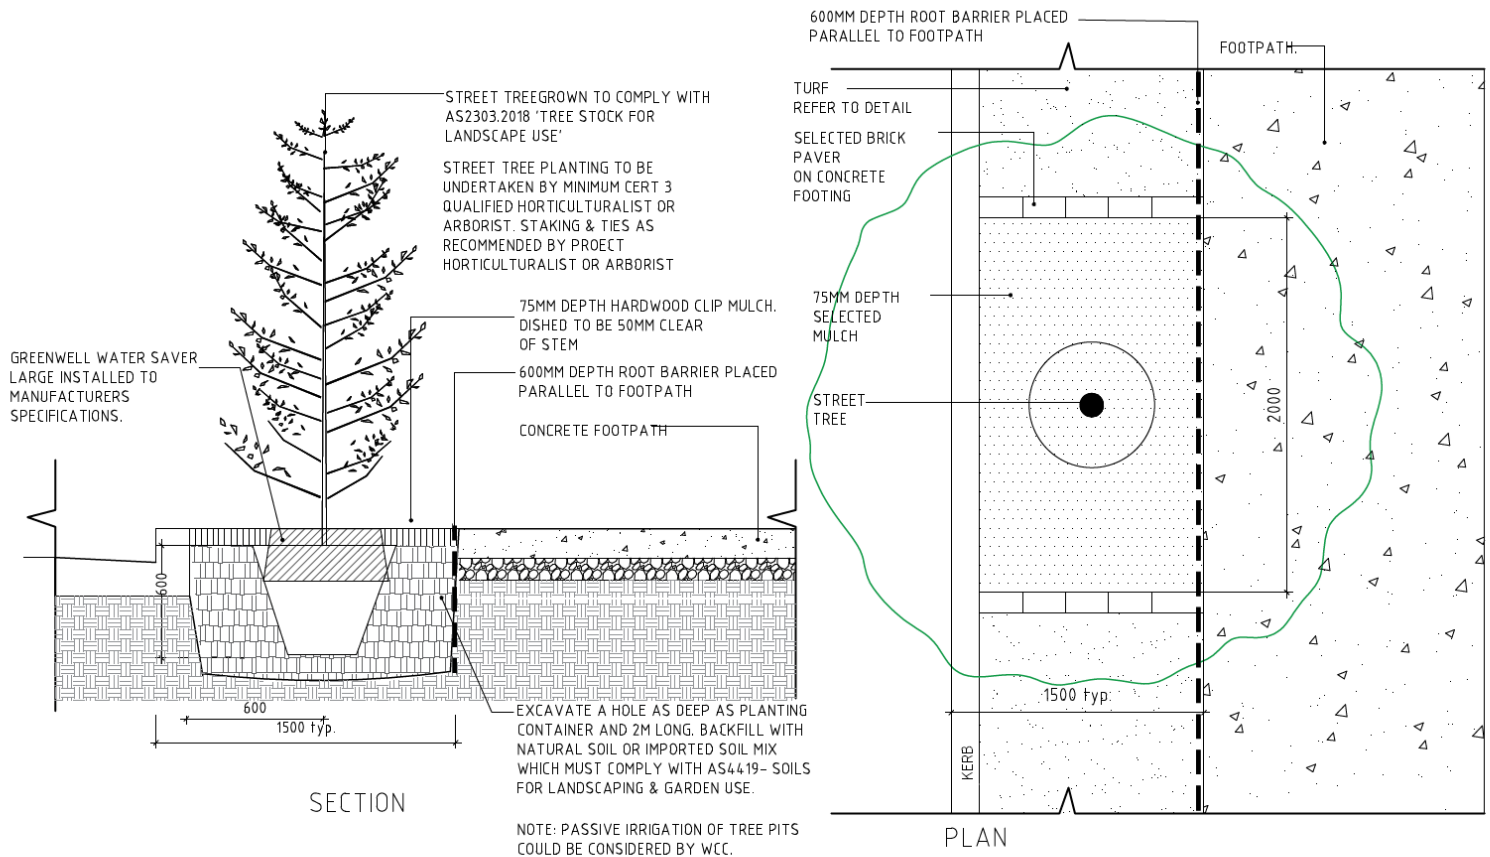 STREET TREEGROWN TO COMPLY WITH
AS2303.2018 'TREE STOCK FOR
LANDSCAPE USE'
STREET TREE PLANTING TO BE
UNDERTAKEN BY MINIMUM CERT 3
QUALIFIED HORTICULTURALIST OR
ARBORIST. STAKING & TIES AS
RECOMMENDED BY PROECT
HORTICULTURALIST OR ARBORIST
75MM DEPTH HARDWOOD CLIP MULCH.
DISHED TO BE 50MM CLEAR
OF STEM
GREENWELL WATER SAVER
LARGE INSTALLED TO
MANUFACTURERS
SPECIFICATIONS.
600MM DEPTH ROOT BARRIER PLACED
PARALLEL TO FOOTPATH
CONCRETE FOOTPATH
600
600
1500 typ.
EXCAVATE A HOLE AS DEEP AS PLANTING
CONTAINER AND 2M LONG. BACKFILL WITH
NATURAL SOIL OR IMPORTED SOIL MIX
WHICH MUST COMPLY WITH AS4419- SOILS
FOR LANDSCAPING & GARDEN USE.
NOTE: PASSIVE IRRIGATION OF TREE PITS
COULD BE CONSIDERED BY WCC.
SECTION
600MM DEPTH ROOT BARRIER PLACED
PARALLEL TO FOOTPATH
FOOTPATH.
TURF
REFER TO DETAIL
SELECTED BRICK
PAVER
ON CONCRETE
FOOTING
75MM DEPTH
SELECTED
MULCH
STREET
TREE
2000
1500 typ.
KERB
PLAN